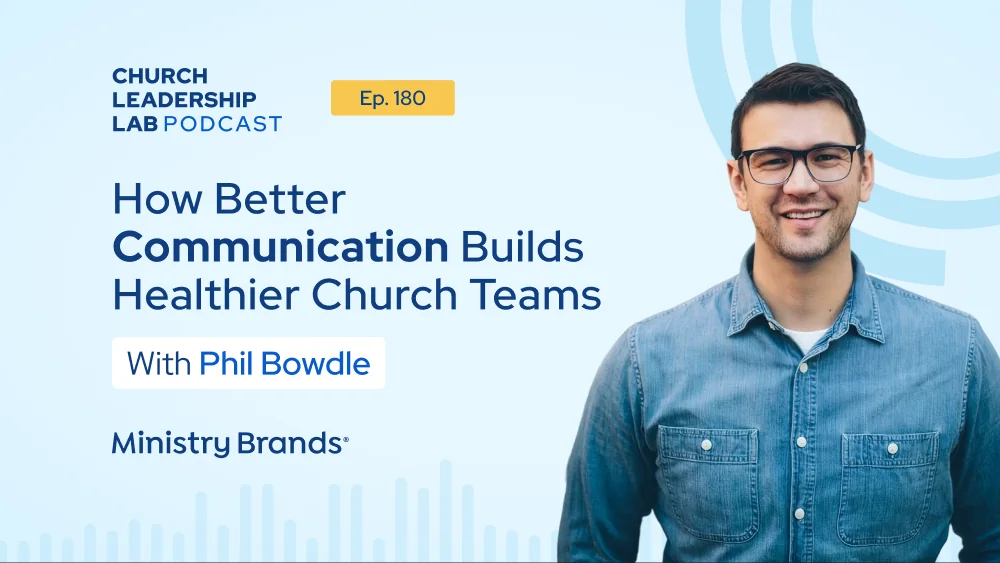 CHURCH
LEADERSHIP
LAB PODCAST
Ep. 180
How Better
Communication Builds
Healthier Church Teams
With Phil Bowdle
Ministry Brands®